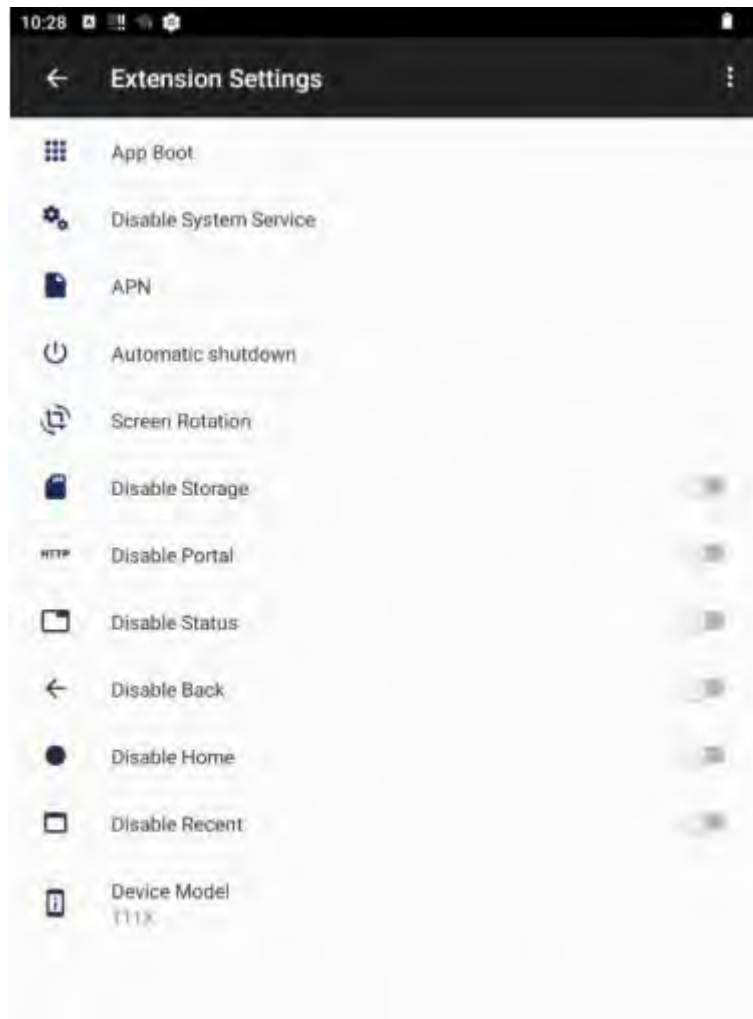 10:28
Extension Settings
App Boot
Disable System Service
APN
Automatic shutdown
Screen Rotation
Disable Storage
HTTP Disable Portal
Disable Status
Disable Back
Disable Home
Disable Recent
Device Model
T11X